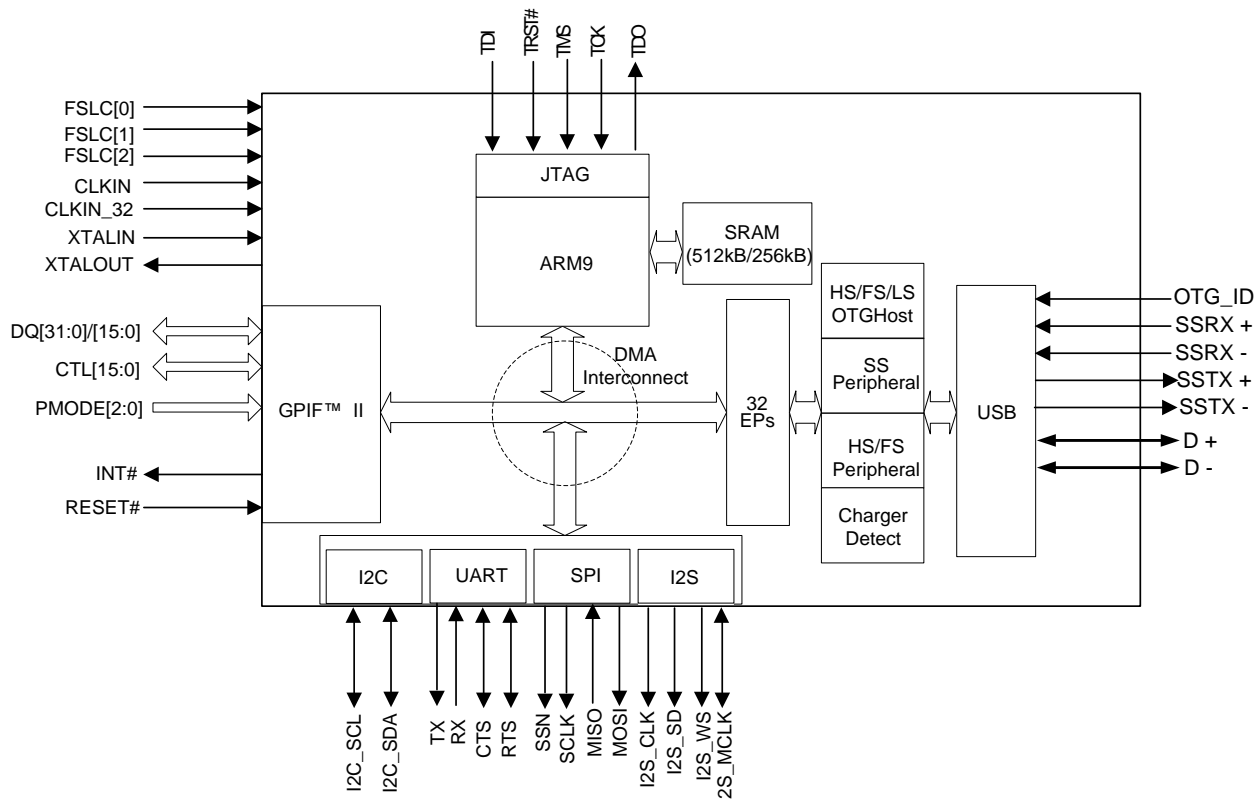 TDI
TRST#
TMS
TCK
TDO
FSLC[0]
FSLC[1]
FSLC[2]
CLKIN
CLKIN_32
XTALIN
XTALOUT
DQ[31:0]/[15:0]
CTL[15:0]
PMODE[2:0]
INT#
RESET#
JTAG
ARM9
SRAM
(512kB/256kB)
GPIF™ II
DMA
Interconnect
32
EPs
HS/FS/LS
OTGHost
SS
Peripheral
HS/FS
Peripheral
Charger
Detect
USB
OTG_ID
SSRX +
SSRX -
SSTX +
SSTX -
D +
D -
I2C
UART
SPI
I2S
I2C_SCL
I2C_SDA
TX
RX
CTS
RTS
SSN
SCLK
MISO
MOSI
I2S_CLK
I2S_SD
I2S_WS
2S_MCLK